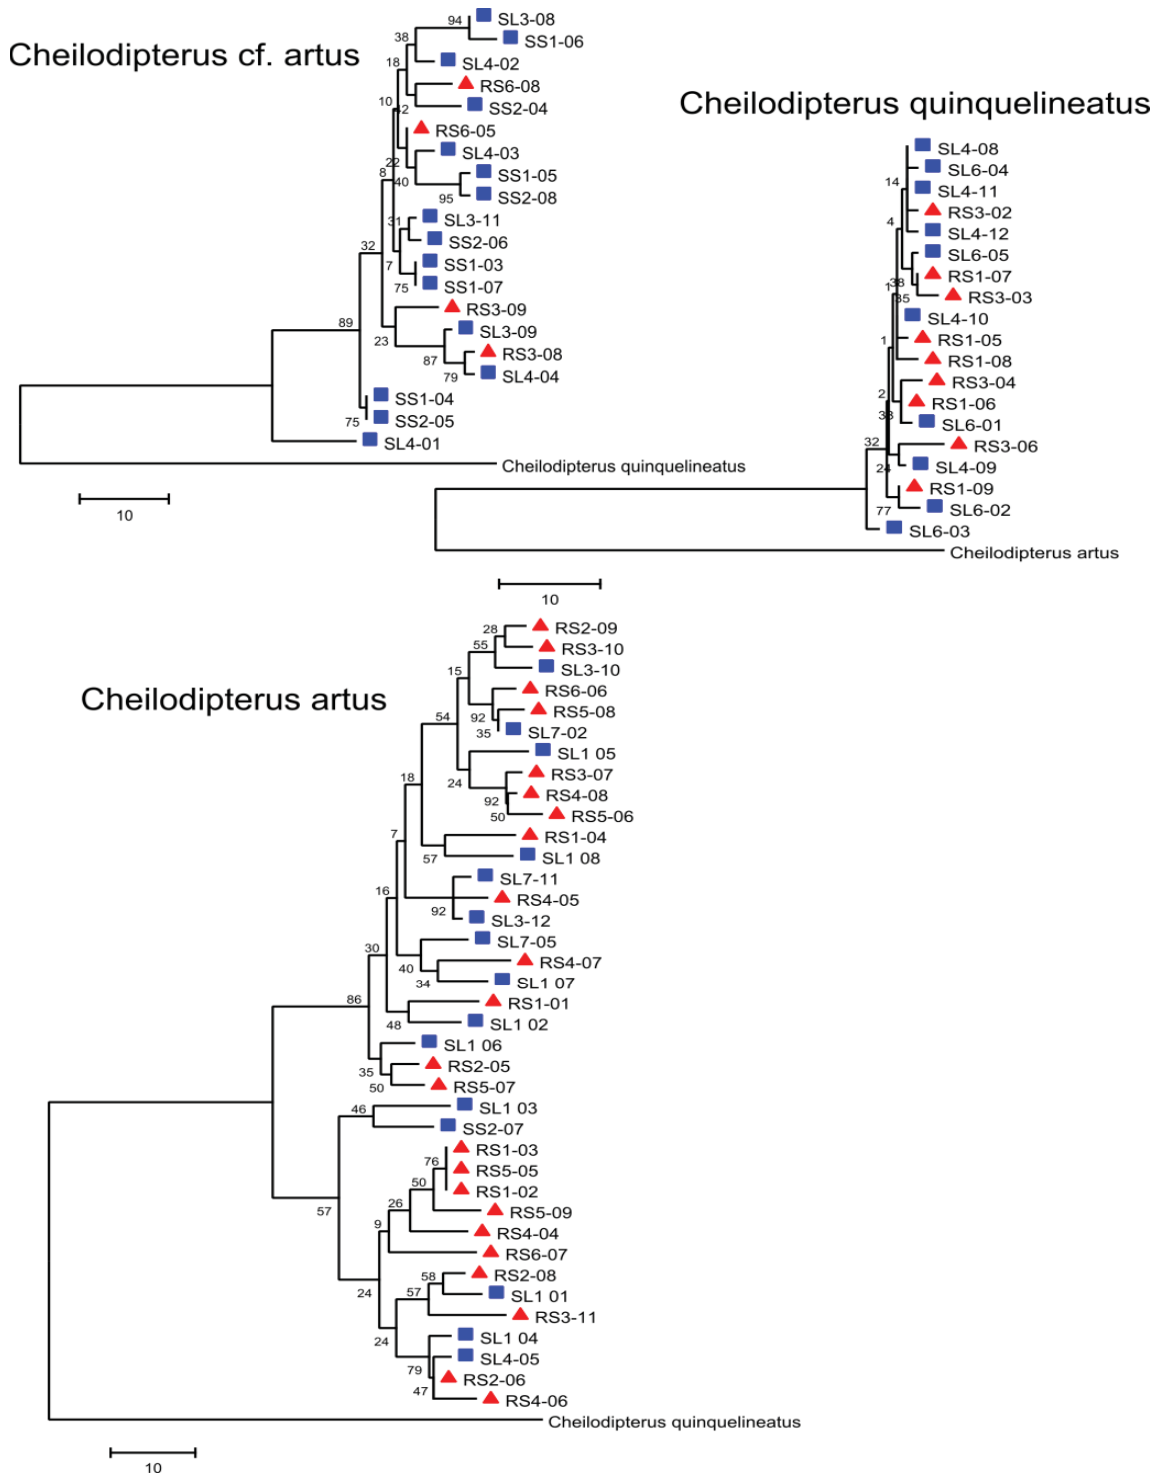 Cheilodipterus cf. artus
94
SL3-08
SS1-06
38
SL4-02
18
RS6-08
SS2-04
10
42
RS6-05
SL4-03
22
SS1-05
8
40
SS2-08
95
SL3-11
31
SS2-06
32
SS1-03
7
SS1-07
75
RS3-09
89
SL3-09
23
RS3-08
87
SL4-04
79
SS1-04
SS2-05
75
SL4-01
Cheilodipterus quinquelineatus
10
Cheilodipterus quinquelineatus
SL4-08
SL6-04
14
SL4-11
RS3-02
4
SL4-12
SL6-05
RS1-07
38
1
35
RS3-03
SL4-10
1
RS1-05
RS1-08
RS3-04
2
RS1-06
33
SL6-01
32
RS3-06
24
SL4-09
RS1-09
77
SL6-02
SL6-03
Cheilodipterus artus
10
Cheilodipterus artus
28
RS2-09
55
RS3-10
15
SL3-10
RS6-06
54
92
RS5-08
35
SL7-02
SL1 05
18
24
RS3-07
92
RS4-08
50
RS5-06
7
RS1-04
57
SL1 08
SL7-11
16
RS4-05
92
SL3-12
SL7-05
30
RS4-07
40
34
SL1 07
86
RS1-01
48
SL1 02
SL1 06
35
RS2-05
50
RS5-07
46
SL1 03
SS2-07
RS1-03
76
RS5-05
50
RS1-02
57
26
RS5-09
9
RS4-04
RS6-07
24
58
RS2-08
57
SL1 01
RS3-11
24
SL1 04
SL4-05
79
RS2-06
47
RS4-06
Cheilodipterus quinquelineatus
10